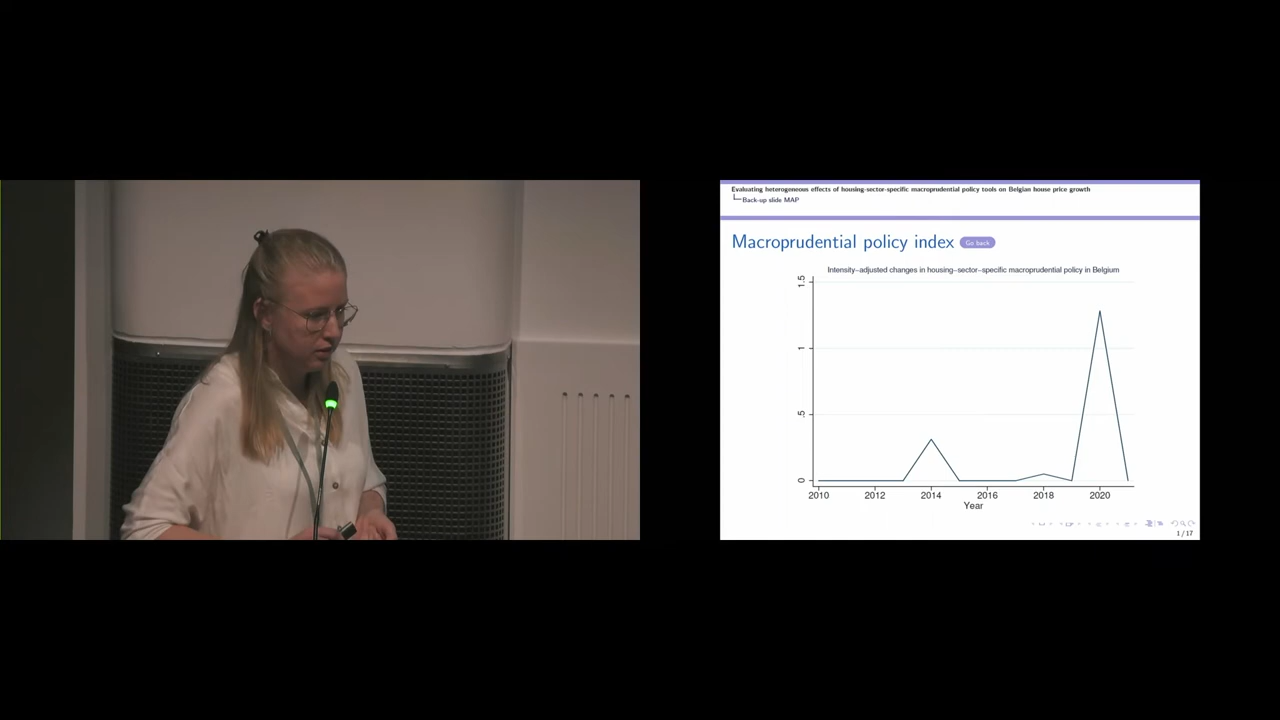 Evaluating heterogeneous effects of housing-sector-specific macroprudential policy tools on Belgian house price growth
Back-up slide MAP
Macroprudential policy index Go back
Intensity-adjusted changes in housing-sector-specific macroprudential policy in Belgium
1.5
1
.5
0
2010 2012 2014 2016 2018 2020
Year
1 / 17